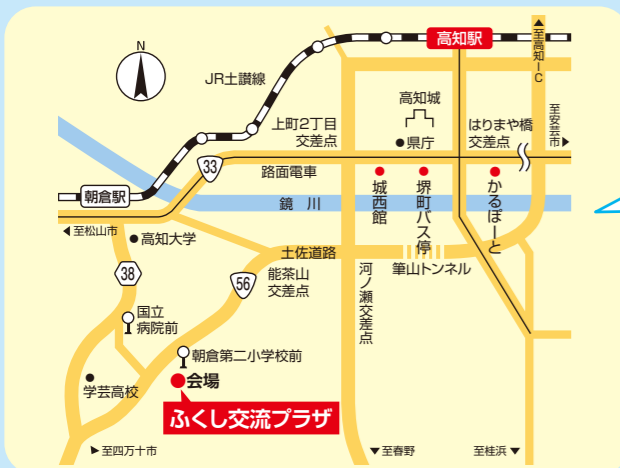 N
JR土讃線
高知駅
至高知IC
高知城
上町2丁目
交差点
県庁
はりまや橋
交差点
至安芸市
33
路面電車
朝倉駅
鏡川
城西館
堺町バス停
かるぽーと
至松山市
高知大学
土佐道路
38
56
能茶山
交差点
河ノ瀬交差点
筆山トンネル
国立
病院前
朝倉第二小学校前
学芸高校
会場
ふくし交流プラザ
至四万十市
至春野
至桂浜